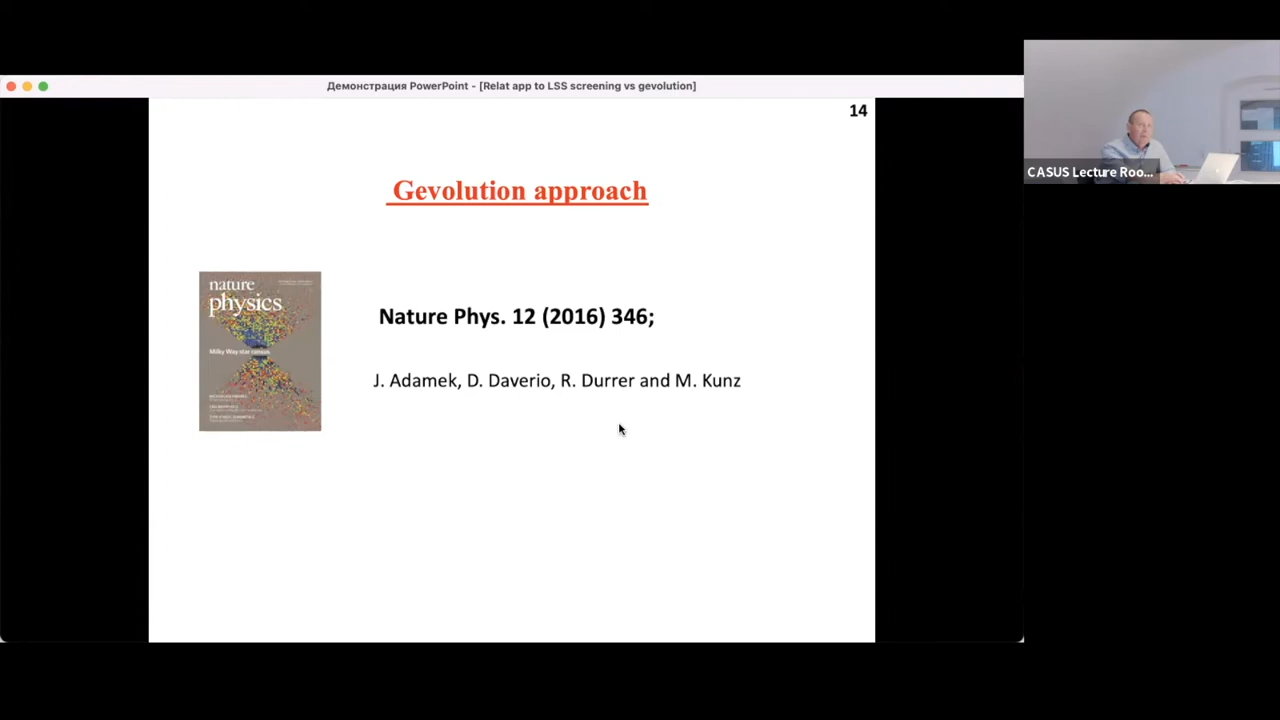 Демонстрация PowerPoint - [Relat app to LSS screening vs gevolution]
14
CASUS Lecture Roo...
Gevolution approach
nature
physics
Milky Way star census
Nature Phys. 12 (2016) 346;
J. Adamek, D. Daverio, R. Durrer and M. Kunz